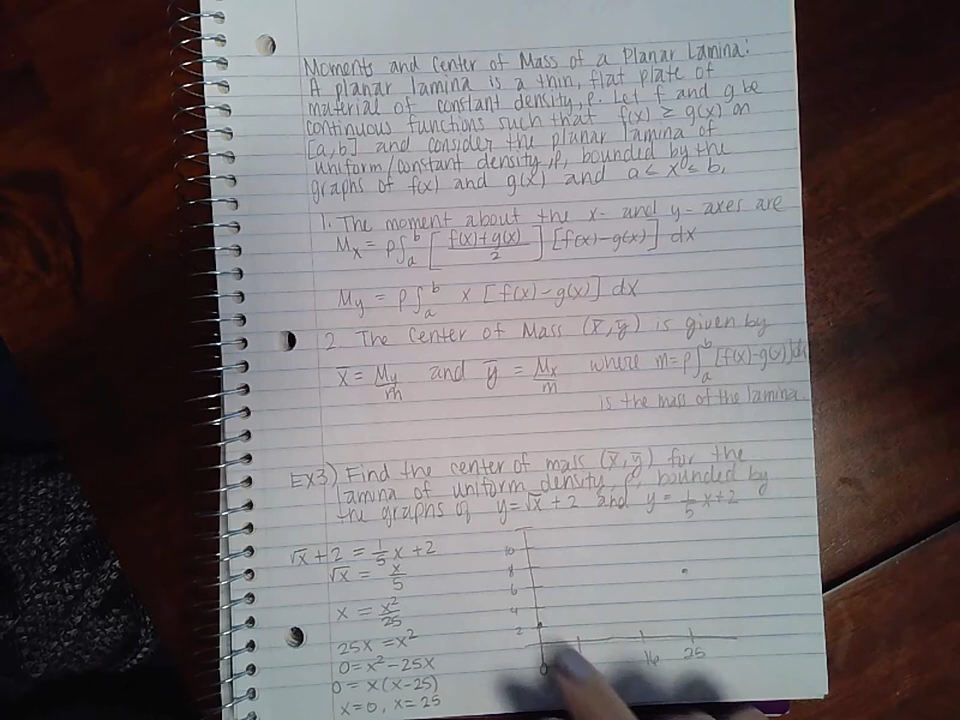 Moments and Center of Mass of a Planar Lamina:
A planar lamina is a thin, flat plate of
material of constant density, ρ. Let f and g be
continuous functions such that f(x) ≥ g(x) on
[a,b] and consider the planar lamina of
uniform/constant density, ρ, bounded by the
graphs of f(x) and g(x) and a ≤ x ≤ b.
1. The moment about the x- and y-axes are
Mx = ρ∫_a^b [(f(x)+g(x))/2] [f(x)-g(x)] dx
My = ρ∫_a^b x [f(x)-g(x)] dx
2 The Center of Mass (x̄,ȳ) is given by
x̄ = My/m and ȳ = Mx/m where m=ρ∫_a^b [f(x)-g(x)]dx
is the mass of the lamina.
EX3) Find the center of mass (x̄,ȳ) for the
lamina of uniform density, ρ, bounded by
the graphs of y=√x+2 and y=1/5 x+2
√x+2 = 1/5 x+2
√x = x/5
x = x²/25
25x = x²
0=x²-25x
0=x(x-25)
x=0, x=25
10
8
6
4
2
0
16 25